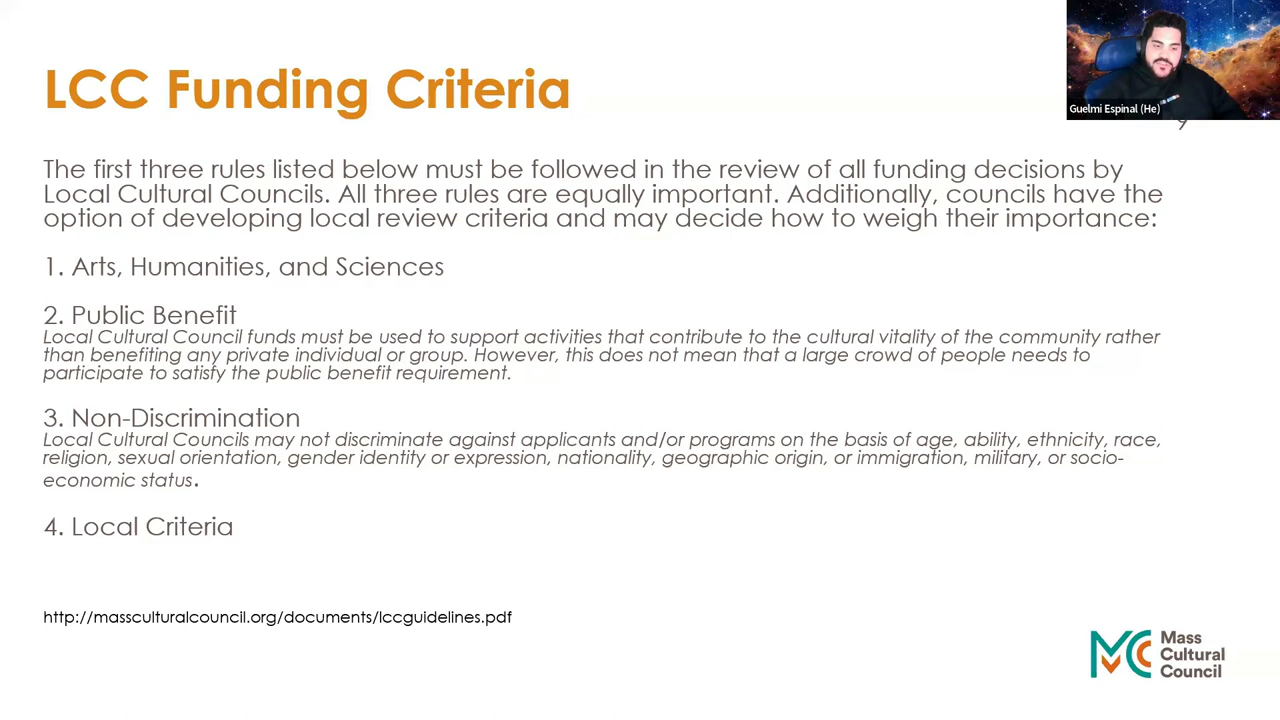 LCC Funding Criteria
Guelmi Espinal (He)
9
The first three rules listed below must be followed in the review of all funding decisions by
Local Cultural Councils. All three rules are equally important. Additionally, councils have the
option of developing local review criteria and may decide how to weigh their importance:
1. Arts, Humanities, and Sciences
2. Public Benefit
Local Cultural Council funds must be used to support activities that contribute to the cultural vitality of the community rather
than benefiting any private individual or group. However, this does not mean that a large crowd of people needs to
participate to satisfy the public benefit requirement.
3. Non-Discrimination
Local Cultural Councils may not discriminate against applicants and/or programs on the basis of age, ability, ethnicity, race,
religion, sexual orientation, gender identity or expression, nationality, geographic origin, or immigration, military, or socio-
economic status.
4. Local Criteria
http://massculturalcouncil.org/documents/lccguidelines.pdf
Mass
Cultural
Council